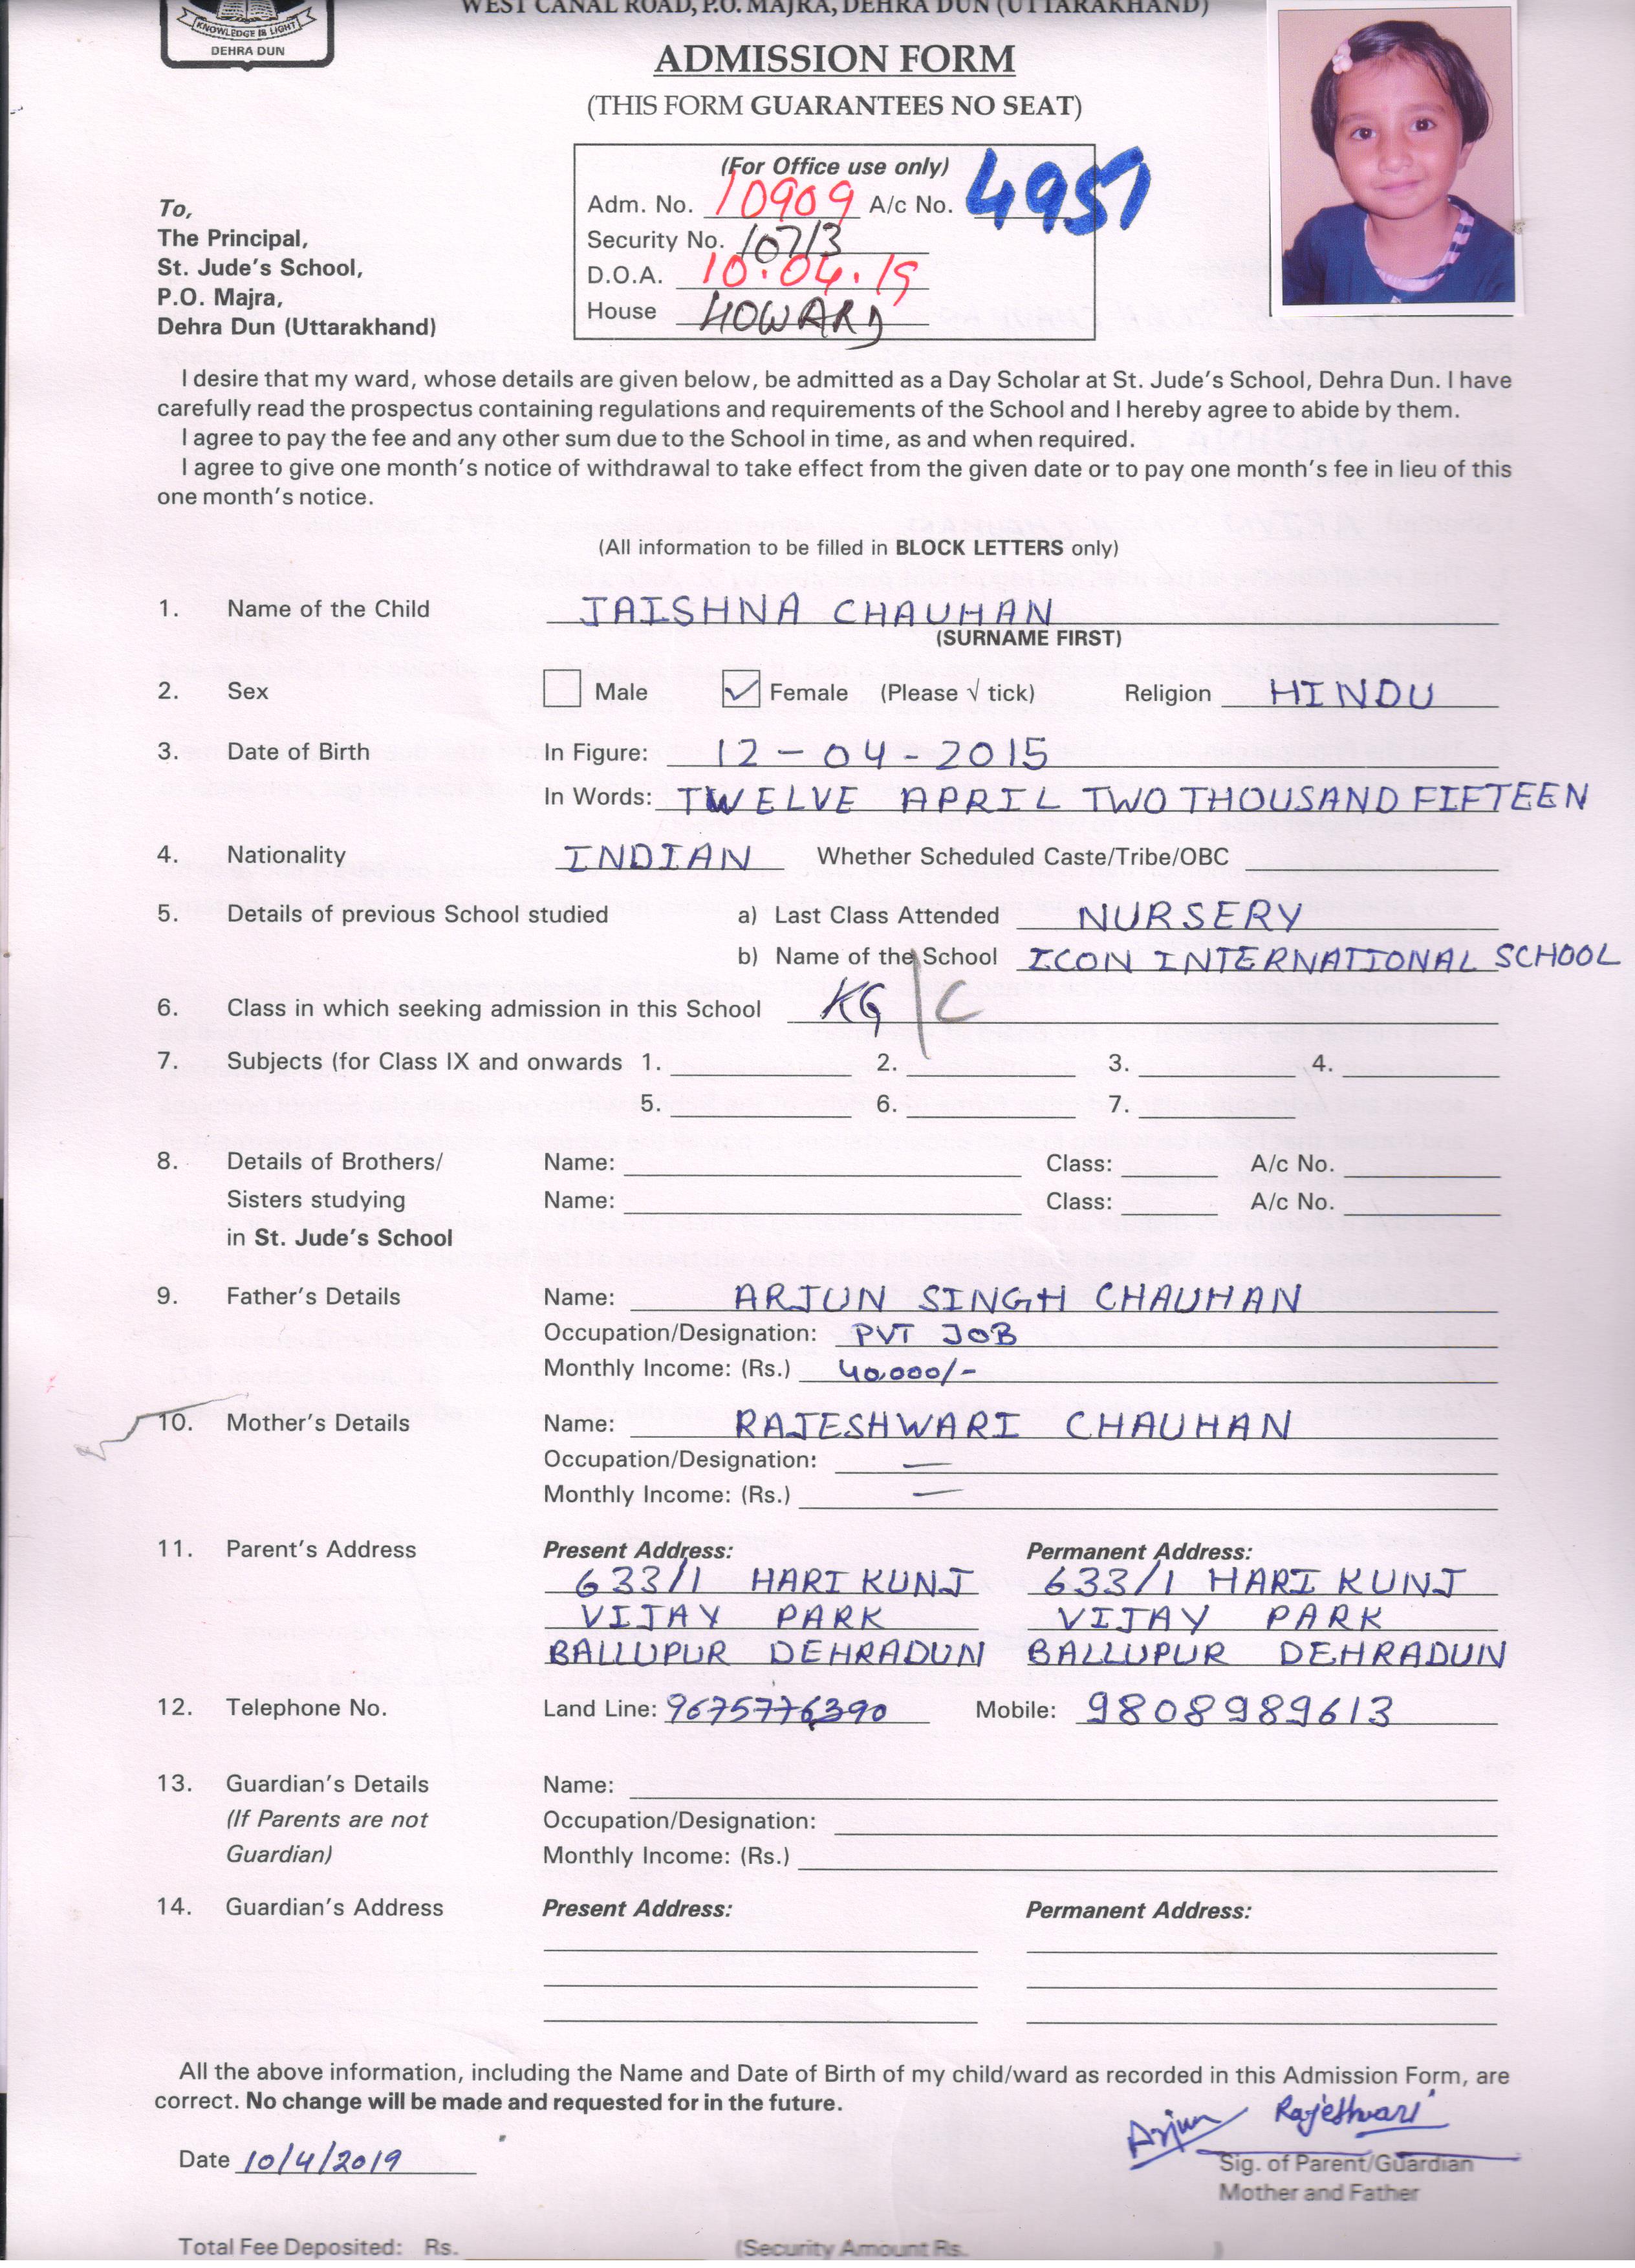 WEST CANAL ROAD, P.O. MAJRA, DEHRA DUN (UTTARAKHAND)
KNOWLEDGE IS LIGHT
DEHRA DUN
ADMISSION FORM
(THIS FORM GUARANTEES NO SEAT)
(For Office use only)
Adm. No. 10909 A/c No. 4951
Security No. 10713
D.O.A. 10.04.19
House HOWARD
To,
The Principal,
St. Jude's School,
P.O. Majra,
Dehra Dun (Uttarakhand)
I desire that my ward, whose details are given below, be admitted as a Day Scholar at St. Jude's School, Dehra Dun. I have
carefully read the prospectus containing regulations and requirements of the School and I hereby agree to abide by them.
I agree to pay the fee and any other sum due to the School in time, as and when required.
I agree to give one month's notice of withdrawal to take effect from the given date or to pay one month's fee in lieu of this
one month's notice.
(All information to be filled in BLOCK LETTERS only)
1. Name of the Child JAISHNA CHAUHAN
(SURNAME FIRST)
2. Sex Male ✓ Female (Please √ tick) Religion HINDU
3. Date of Birth In Figure: 12-04-2015
In Words: TWELVE APRIL TWO THOUSAND FIFTEEN
4. Nationality INDIAN Whether Scheduled Caste/Tribe/OBC
5. Details of previous School studied a) Last Class Attended NURSERY
b) Name of the School ICON INTERNATIONAL SCHOOL
6. Class in which seeking admission in this School KG | C
7. Subjects (for Class IX and onwards 1. 2. 3. 4.
5. 6. 7.
8. Details of Brothers/ Name: Class: A/c No.
Sisters studying Name: Class: A/c No.
in St. Jude's School
9. Father's Details Name: ARJUN SINGH CHAUHAN
Occupation/Designation: PVT JOB
Monthly Income: (Rs.) 40,000/-
10. Mother's Details Name: RAJESHWARI CHAUHAN
Occupation/Designation: —
Monthly Income: (Rs.) —
11. Parent's Address Present Address: Permanent Address:
633/1 HARI KUNJ 633/1 HARI KUNJ
VIJAY PARK VIJAY PARK
BALLUPUR DEHRADUN BALLUPUR DEHRADUN
12. Telephone No. Land Line: 9675776390 Mobile: 9808989613
13. Guardian's Details Name:
(If Parents are not Occupation/Designation:
Guardian) Monthly Income: (Rs.)
14. Guardian's Address Present Address: Permanent Address:
All the above information, including the Name and Date of Birth of my child/ward as recorded in this Admission Form, are
correct. No change will be made and requested for in the future.
Arjun Rajeshwari
Date 10/4/2019 Sig. of Parent/Guardian
Mother and Father
Total Fee Deposited: Rs. (Security Amount Rs. )